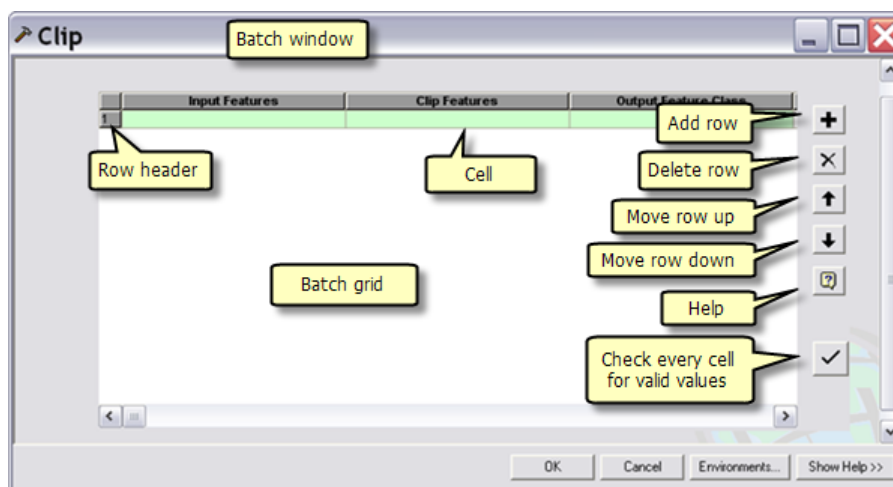 Clip
Batch window
Input Features
Clip Features
Output Feature Class
1
Add row
Row header
Cell
Delete row
Move row up
Move row down
Batch grid
Help
Check every cell
for valid values
OK
Cancel
Environments...
Show Help >>